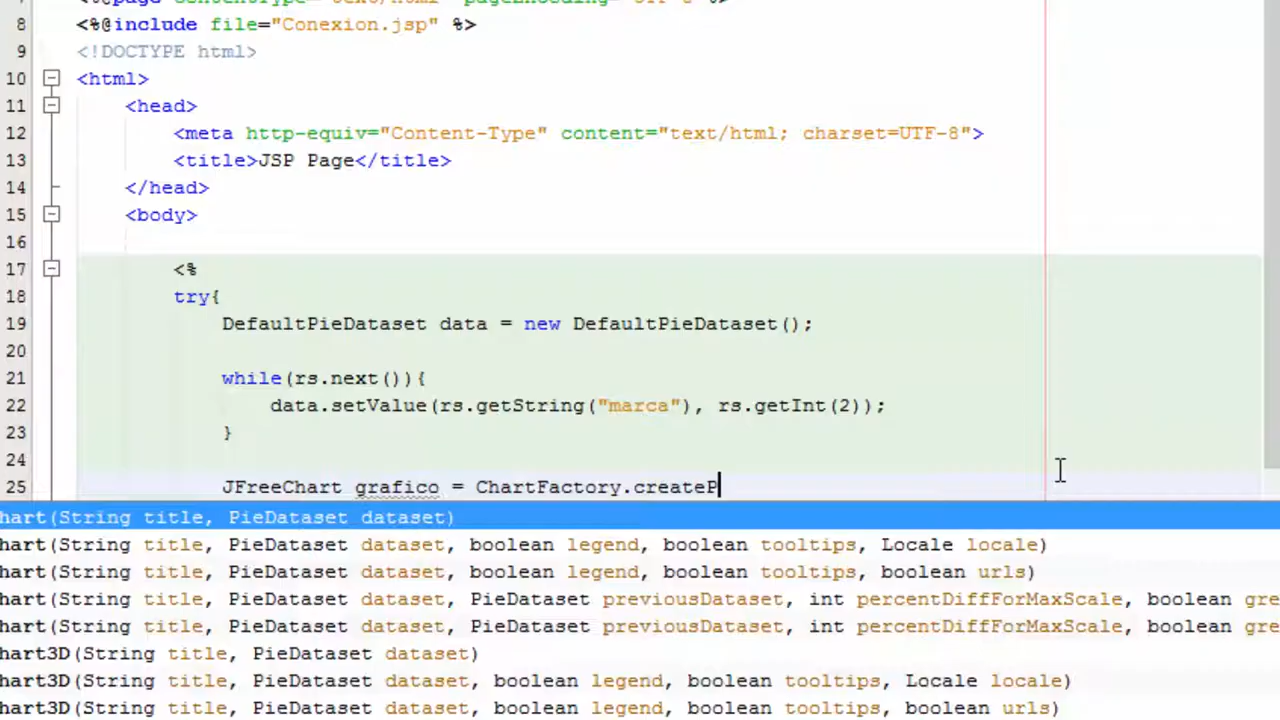 8 <%@include file="Conexion.jsp" %>
9 <!DOCTYPE html>
10 <html>
11 <head>
12 <meta http-equiv="Content-Type" content="text/html; charset=UTF-8">
13 <title>JSP Page</title>
14 </head>
15 <body>
16
17 <%
18 try{
19 DefaultPieDataset data = new DefaultPieDataset();
20
21 while(rs.next()){
22 data.setValue(rs.getString("marca"), rs.getInt(2));
23 }
24
25 JFreeChart grafico = ChartFactory.createP
hart(String title, PieDataset dataset)
hart(String title, PieDataset dataset, boolean legend, boolean tooltips, Locale locale)
hart(String title, PieDataset dataset, boolean legend, boolean tooltips, boolean urls)
hart(String title, PieDataset dataset, PieDataset previousDataset, int percentDiffForMaxScale, boolean gre
hart(String title, PieDataset dataset, PieDataset previousDataset, int percentDiffForMaxScale, boolean gre
hart3D(String title, PieDataset dataset)
hart3D(String title, PieDataset dataset, boolean legend, boolean tooltips, Locale locale)
hart3D(String title, PieDataset dataset, boolean legend, boolean tooltips, boolean urls)